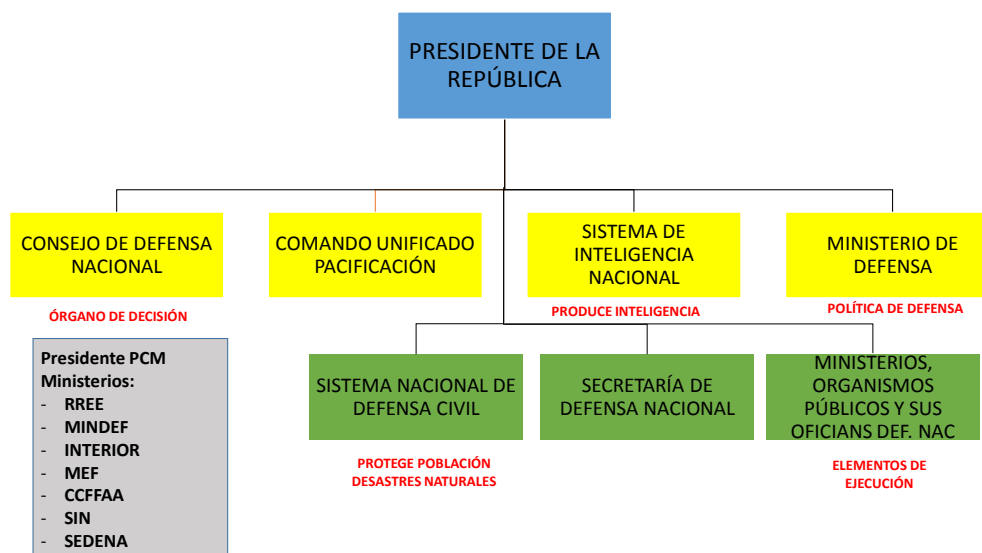 PRESIDENTE DE LA
REPÚBLICA
CONSEJO DE DEFENSA
NACIONAL
COMANDO UNIFICADO
PACIFICACIÓN
SISTEMA DE
INTELIGENCIA
NACIONAL
MINISTERIO DE
DEFENSA
ÓRGANO DE DECISIÓN
PRODUCE INTELIGENCIA
POLÍTICA DE DEFENSA
Presidente PCM
Ministerios:
- RREE
- MINDEF
- INTERIOR
- MEF
- CCFFAA
- SIN
- SEDENA
SISTEMA NACIONAL DE
DEFENSA CIVIL
SECRETARÍA DE
DEFENSA NACIONAL
MINISTERIOS,
ORGANISMOS
PÚBLICOS Y SUS
OFICIANS DEF. NAC
PROTEGE POBLACIÓN
DESASTRES NATURALES
ELEMENTOS DE
EJECUCIÓN